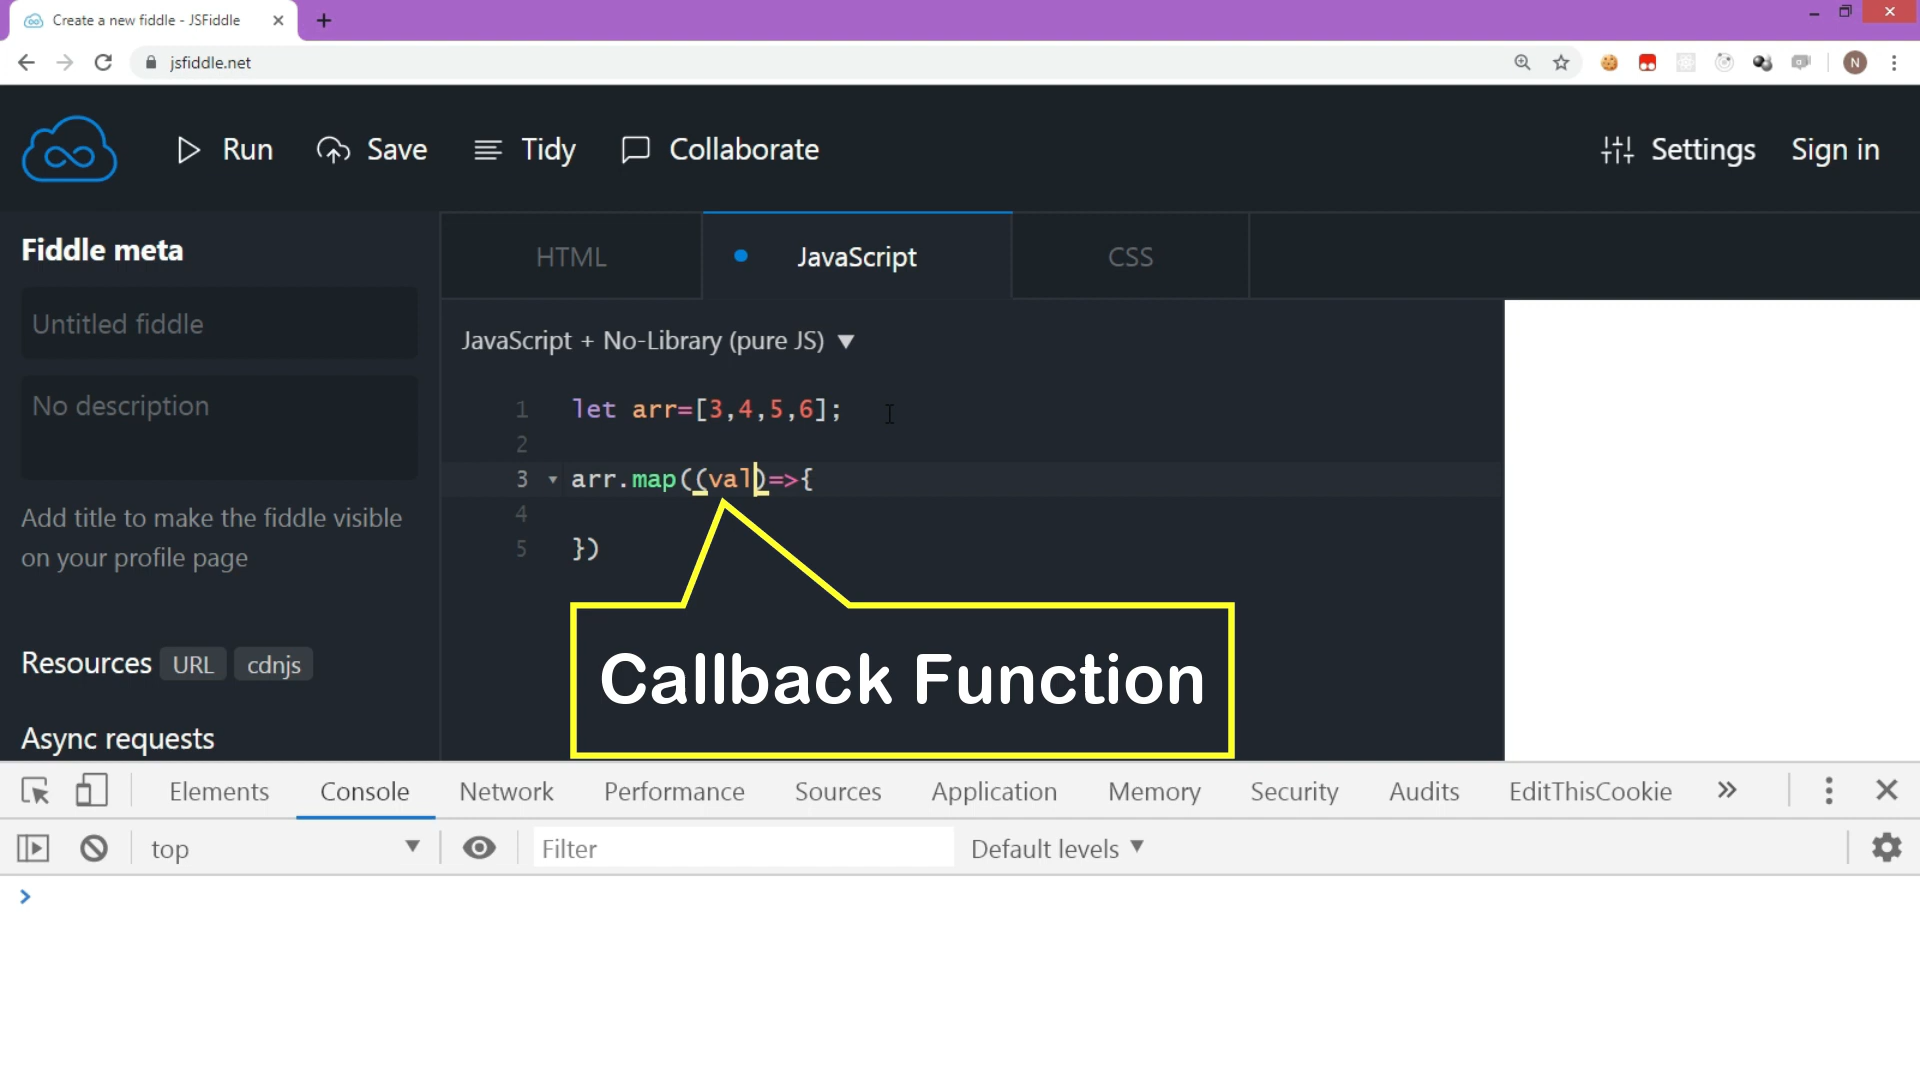 Create a new fiddle - JSFiddle
jsfiddle.net
N
Run
Save
Tidy
Collaborate
Settings
Sign in
Fiddle meta
Untitled fiddle
No description
Add title to make the fiddle visible
on your profile page
Resources URL cdnjs
Async requests
HTML
JavaScript
CSS
JavaScript + No-Library (pure JS) ▼
1 let arr=[3,4,5,6];
2
3 arr.map((val)=>{
4
5 })
Callback Function
Elements Console Network Performance Sources Application Memory Security Audits EditThisCookie »
top ▼ Filter Default levels ▼
>